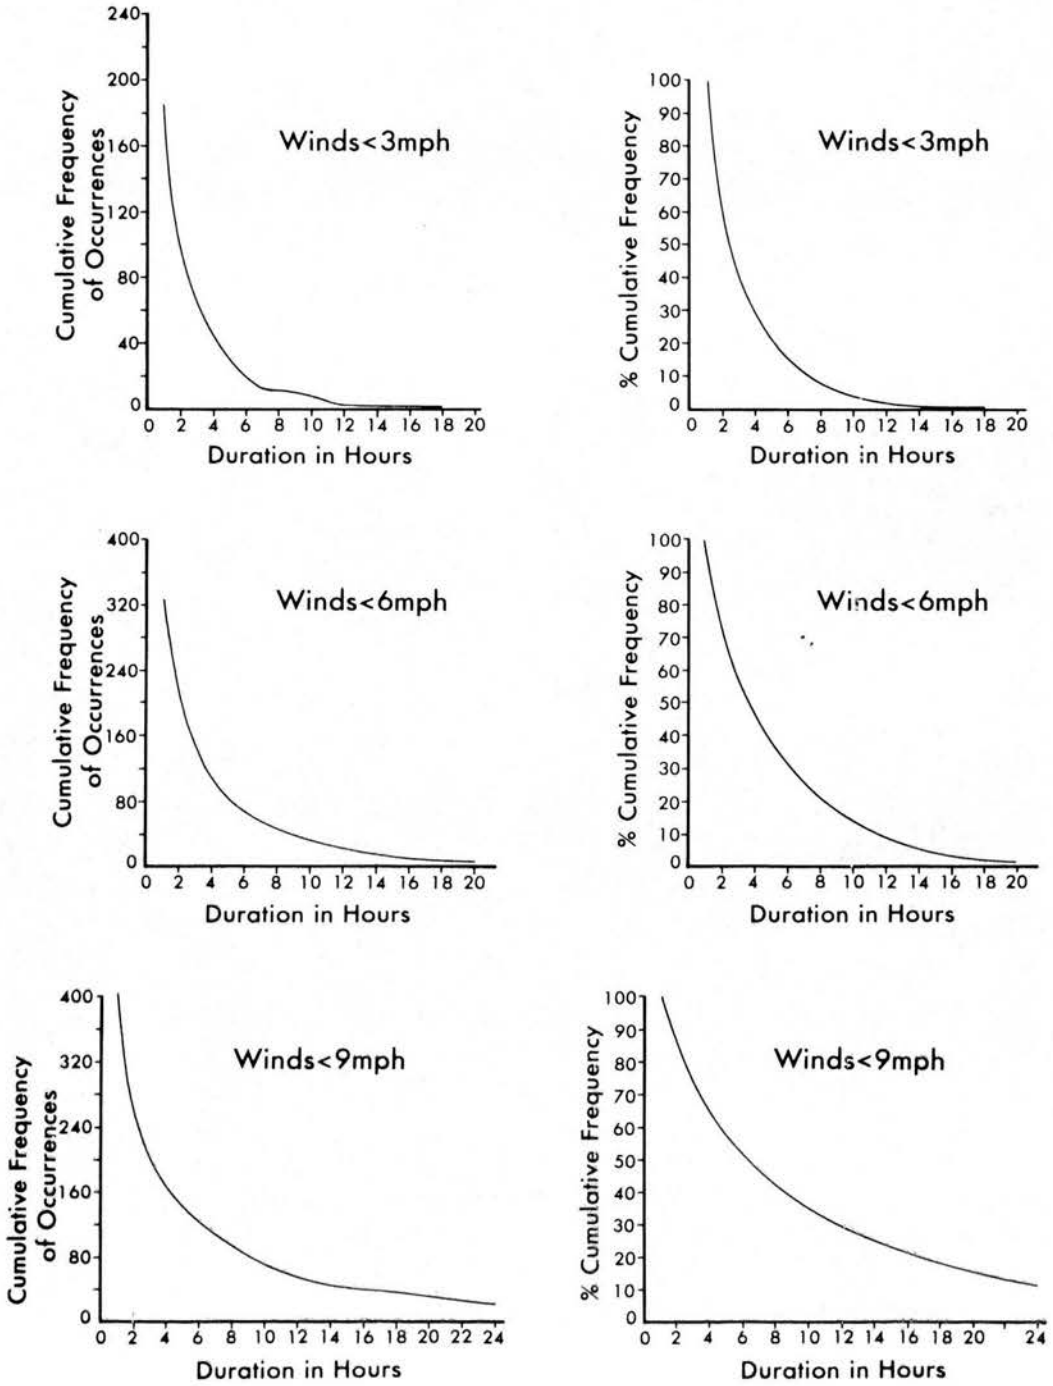 240
200
160
120
80
40
0
Cumulative Frequency
of Occurrences
Winds<3mph
0 2 4 6 8 10 12 14 16 18 20
Duration in Hours
100
90
80
70
60
50
40
30
20
10
0
% Cumulative Frequency
Winds<3mph
0 2 4 6 8 10 12 14 16 18 20
Duration in Hours
400
320
240
160
80
0
Cumulative Frequency
of Occurrences
Winds<6mph
0 2 4 6 8 10 12 14 16 18 20
Duration in Hours
100
90
80
70
60
50
40
30
20
10
0
% Cumulative Frequency
Winds<6mph
0 2 4 6 8 10 12 14 16 18 20
Duration in Hours
400
320
240
160
80
0
Cumulative Frequency
of Occurrences
Winds<9mph
0 2 4 6 8 10 12 14 16 18 20 22 24
Duration in Hours
100
90
80
70
60
50
40
30
20
10
0
% Cumulative Frequency
Winds<9mph
0 2 4 6 8 10 12 14 16 18 20 22 24
Duration in Hours